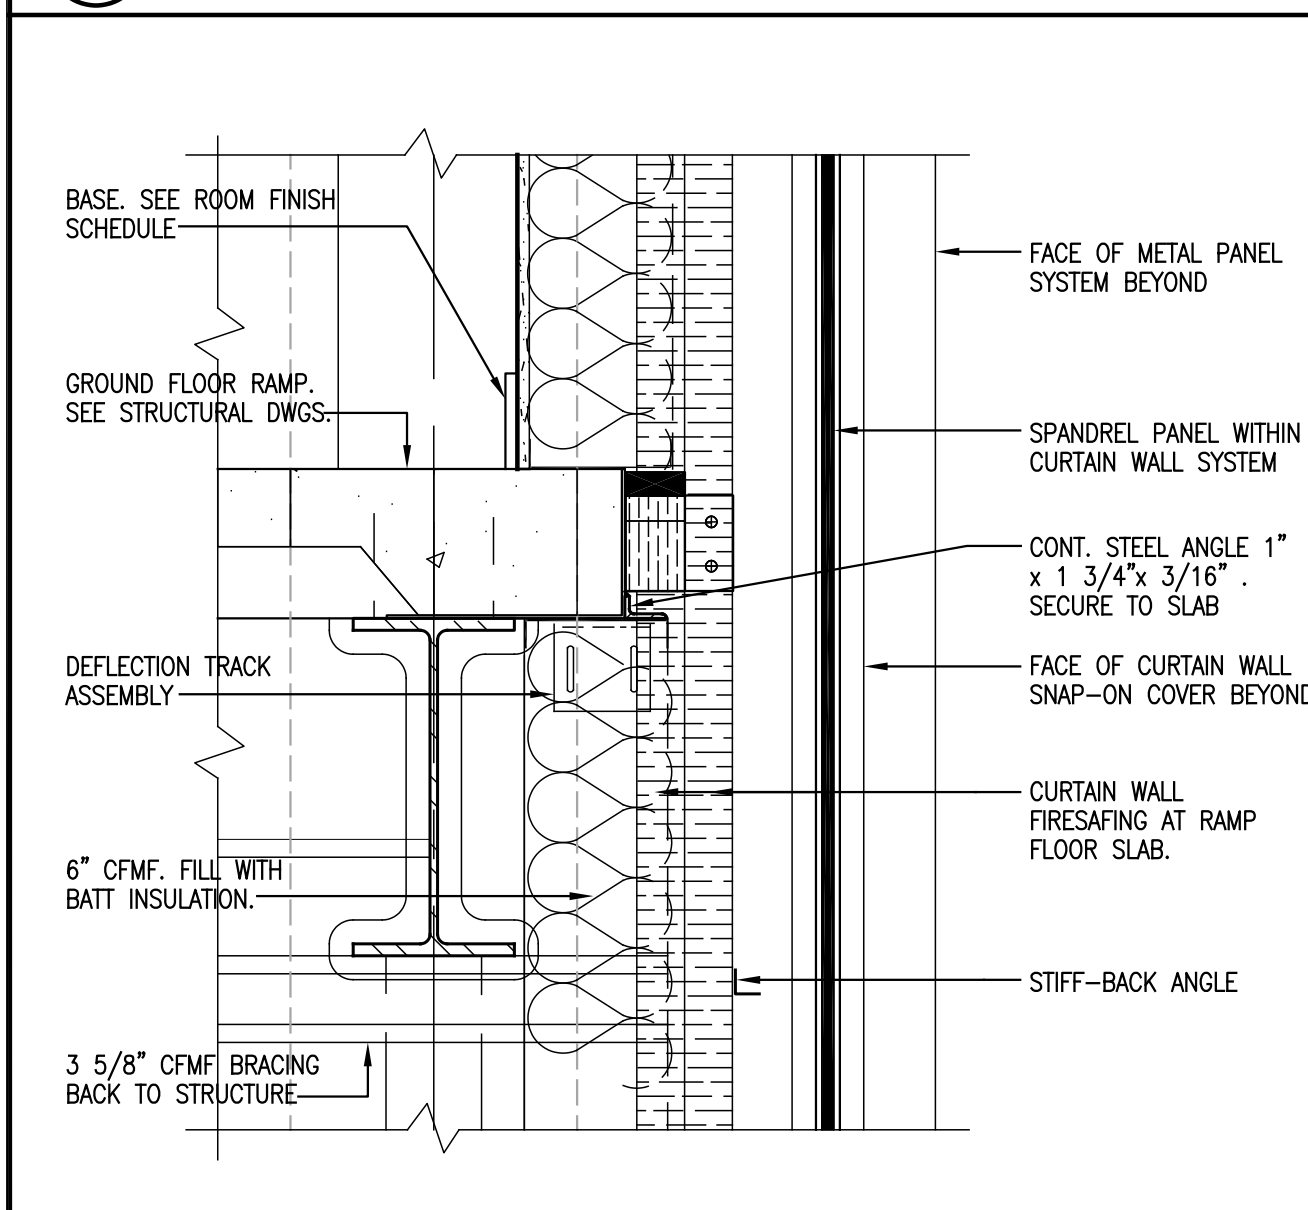 BASE. SEE ROOM FINISH
SCHEDULE
GROUND FLOOR RAMP.
SEE STRUCTURAL DWGS.
DEFLECTION TRACK
ASSEMBLY
6" CFMF. FILL WITH
BATT INSULATION.
3 5/8" CFMF BRACING
BACK TO STRUCTURE
FACE OF METAL PANEL
SYSTEM BEYOND
SPANDREL PANEL WITHIN
CURTAIN WALL SYSTEM
CONT. STEEL ANGLE 1"
x 1 3/4"x 3/16" .
SECURE TO SLAB
FACE OF CURTAIN WALL
SNAP-ON COVER BEYOND
CURTAIN WALL
FIRESAFING AT RAMP
FLOOR SLAB.
STIFF-BACK ANGLE